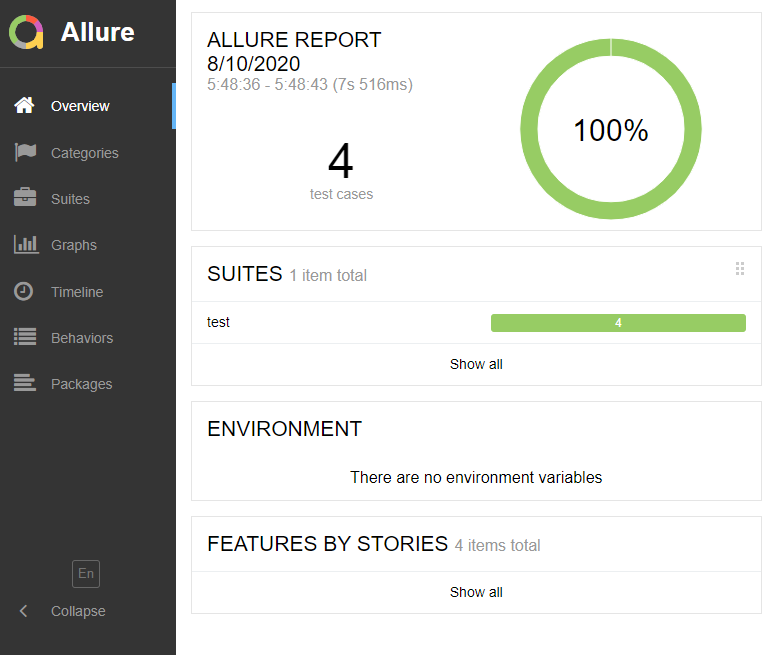 Allure
Overview
Categories
Suites
Graphs
Timeline
Behaviors
Packages
En
Collapse
ALLURE REPORT
8/10/2020
5:48:36 - 5:48:43 (7s 516ms)
4
test cases
100%
SUITES 1 item total
test 4
Show all
ENVIRONMENT
There are no environment variables
FEATURES BY STORIES 4 items total
Show all